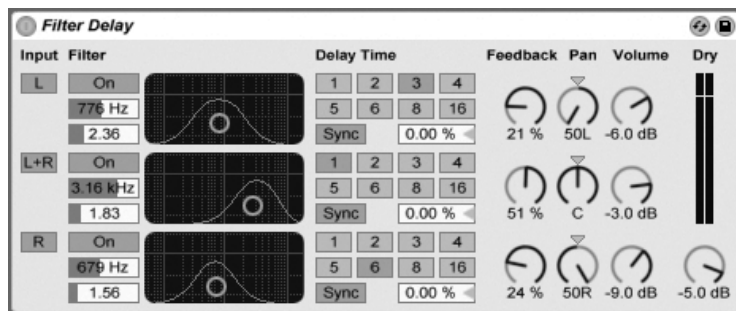 Filter Delay
Input Filter Delay Time Feedback Pan Volume Dry
L On 1 2 3 4
776 Hz 5 6 8 16
2.36 Sync 0.00 % 21 % 50L -6.0 dB
L+R On 1 2 3 4
3.16 kHz 5 6 8 16
1.83 Sync 0.00 % 51 % C -3.0 dB
R On 1 2 3 4
679 Hz 5 6 8 16
1.56 Sync 0.00 % 24 % 50R -9.0 dB -5.0 dB